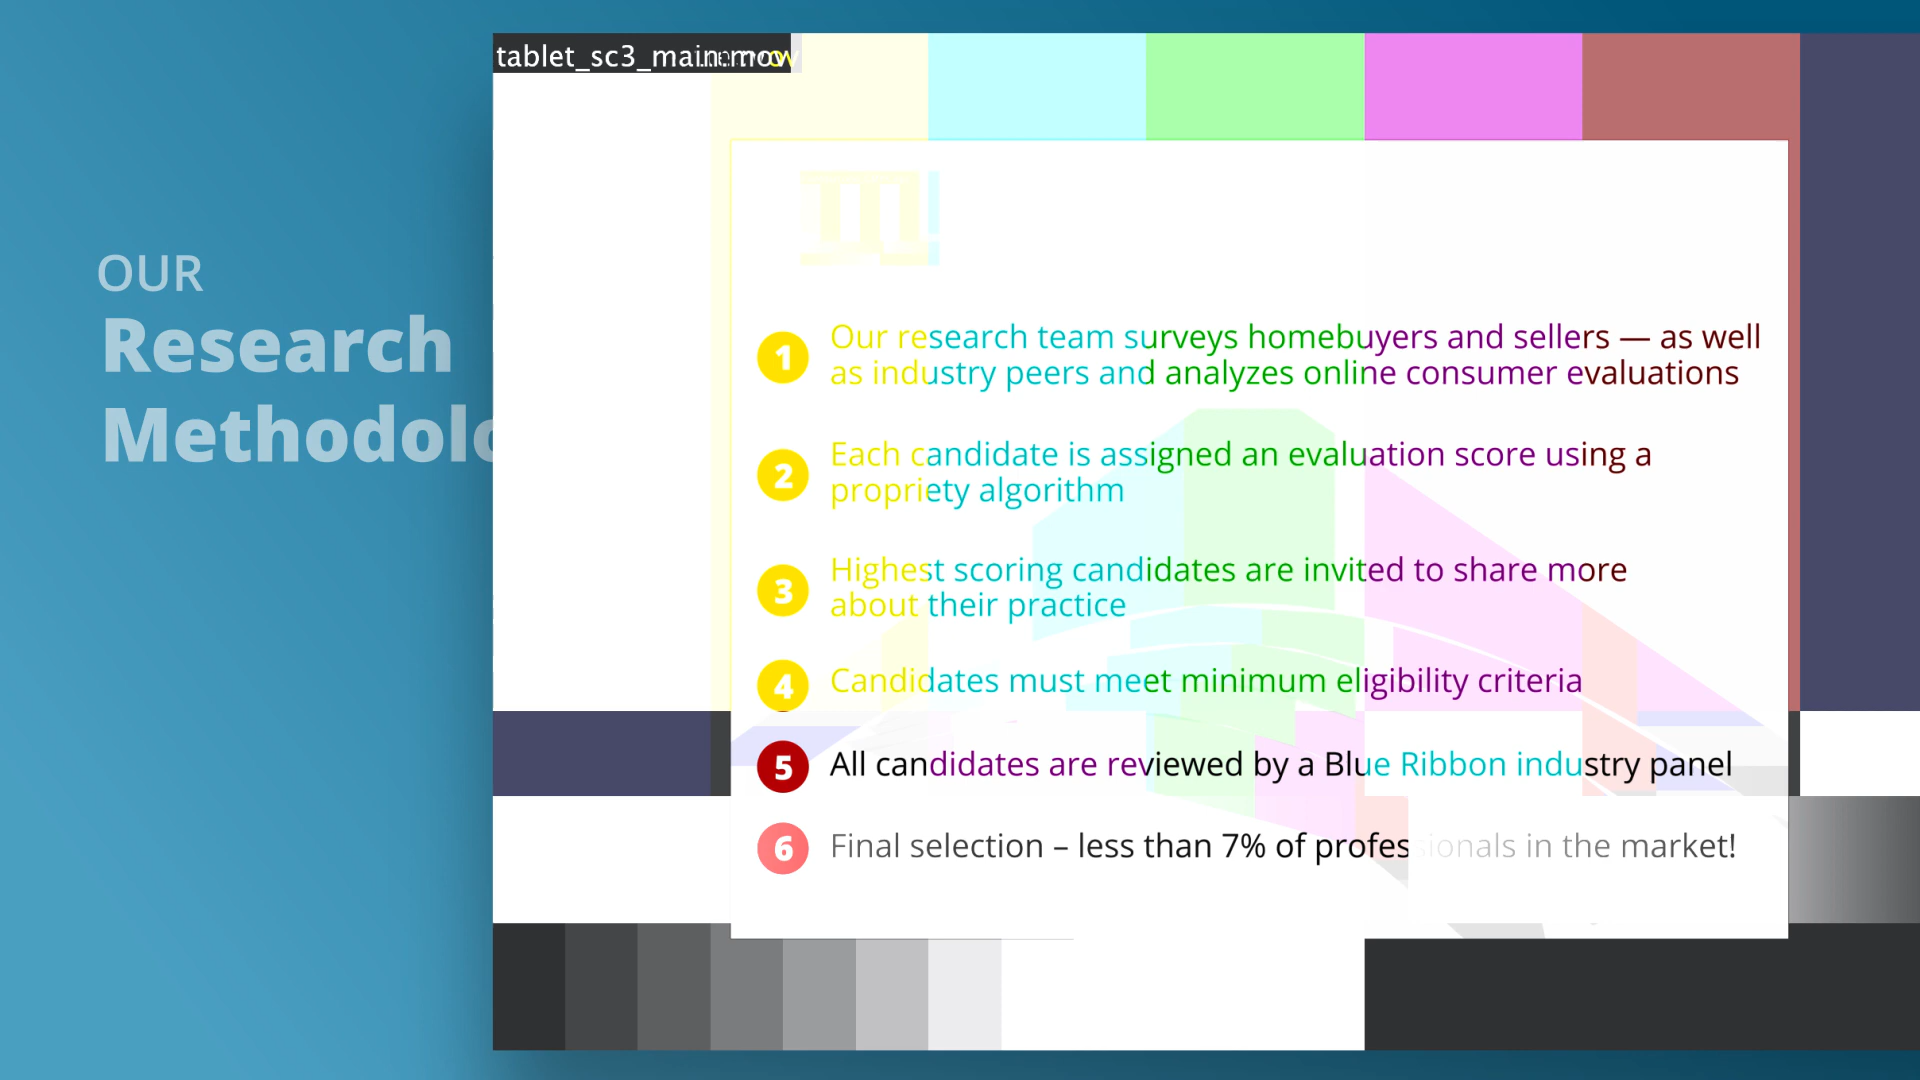 tablet_sc3_main.mov
OUR
Research
Methodolo
1 Our research team surveys homebuyers and sellers — as well
as industry peers and analyzes online consumer evaluations
2 Each candidate is assigned an evaluation score using a
propriety algorithm
3 Highest scoring candidates are invited to share more
about their practice
4 Candidates must meet minimum eligibility criteria
5 All candidates are reviewed by a Blue Ribbon industry panel
6 Final selection – less than 7% of professionals in the market!